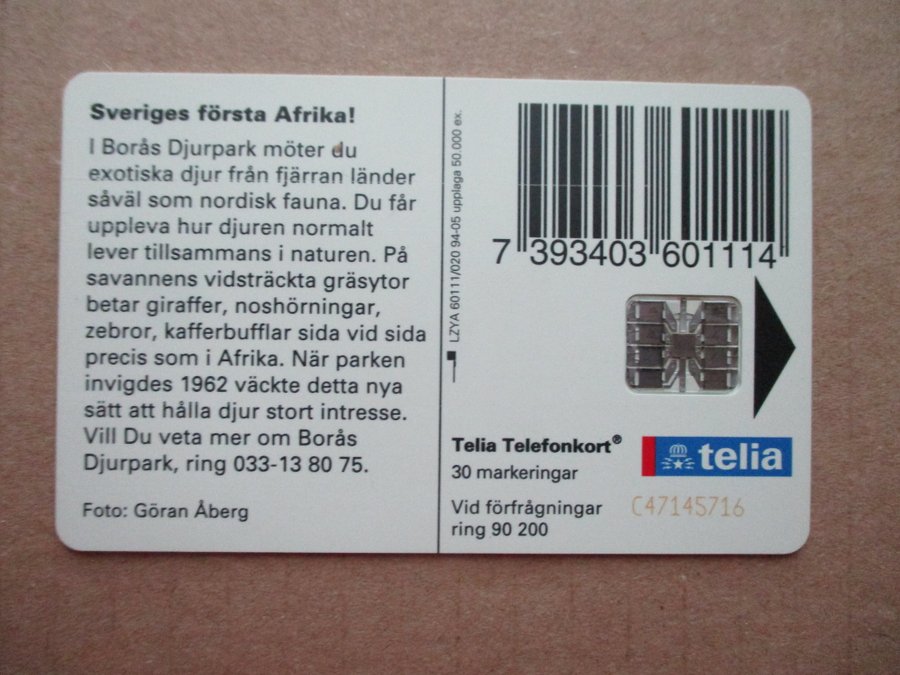 Sveriges första Afrika!
I Borås Djurpark möter du
exotiska djur från fjärran länder
såväl som nordisk fauna. Du får
uppleva hur djuren normalt
lever tillsammans i naturen. På
savannens vidsträckta gräsytor
betar giraffer, noshörningar,
zebror, kafferbufflar sida vid sida
precis som i Afrika. När parken
invigdes 1962 väckte detta nya
sätt att hålla djur stort intresse.
Vill Du veta mer om Borås
Djurpark, ring 033-13 80 75.
Foto: Göran Åberg
LZYA 60111/020 94-05 upplaga 50.000 ex.
7 393403 601114
Telia Telefonkort®
30 markeringar
telia
Vid förfrågningar
ring 90 200
C47145716